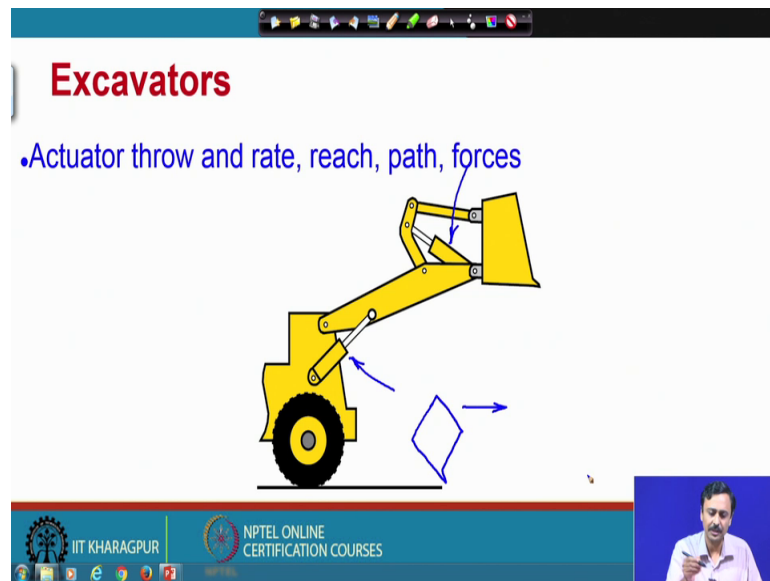 Excavators
•Actuator throw and rate, reach, path, forces
IIT KHARAGPUR
NPTEL ONLINE
CERTIFICATION COURSES